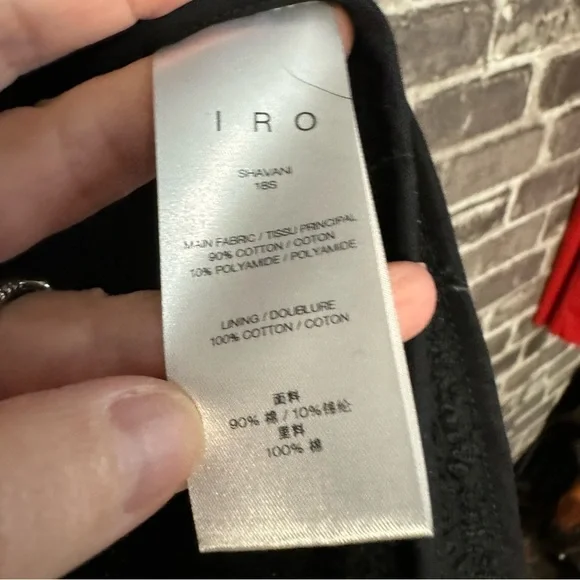 IRO
SHAVANI
18S
MAIN FABRIC / TISSU PRINCIPAL
90% COTTON / COTON
10% POLYAMIDE / POLYAMIDE
LINING / DOUBLURE
100% COTTON / COTON
面料
90% 棉 / 10%锦纶
里料
100% 棉